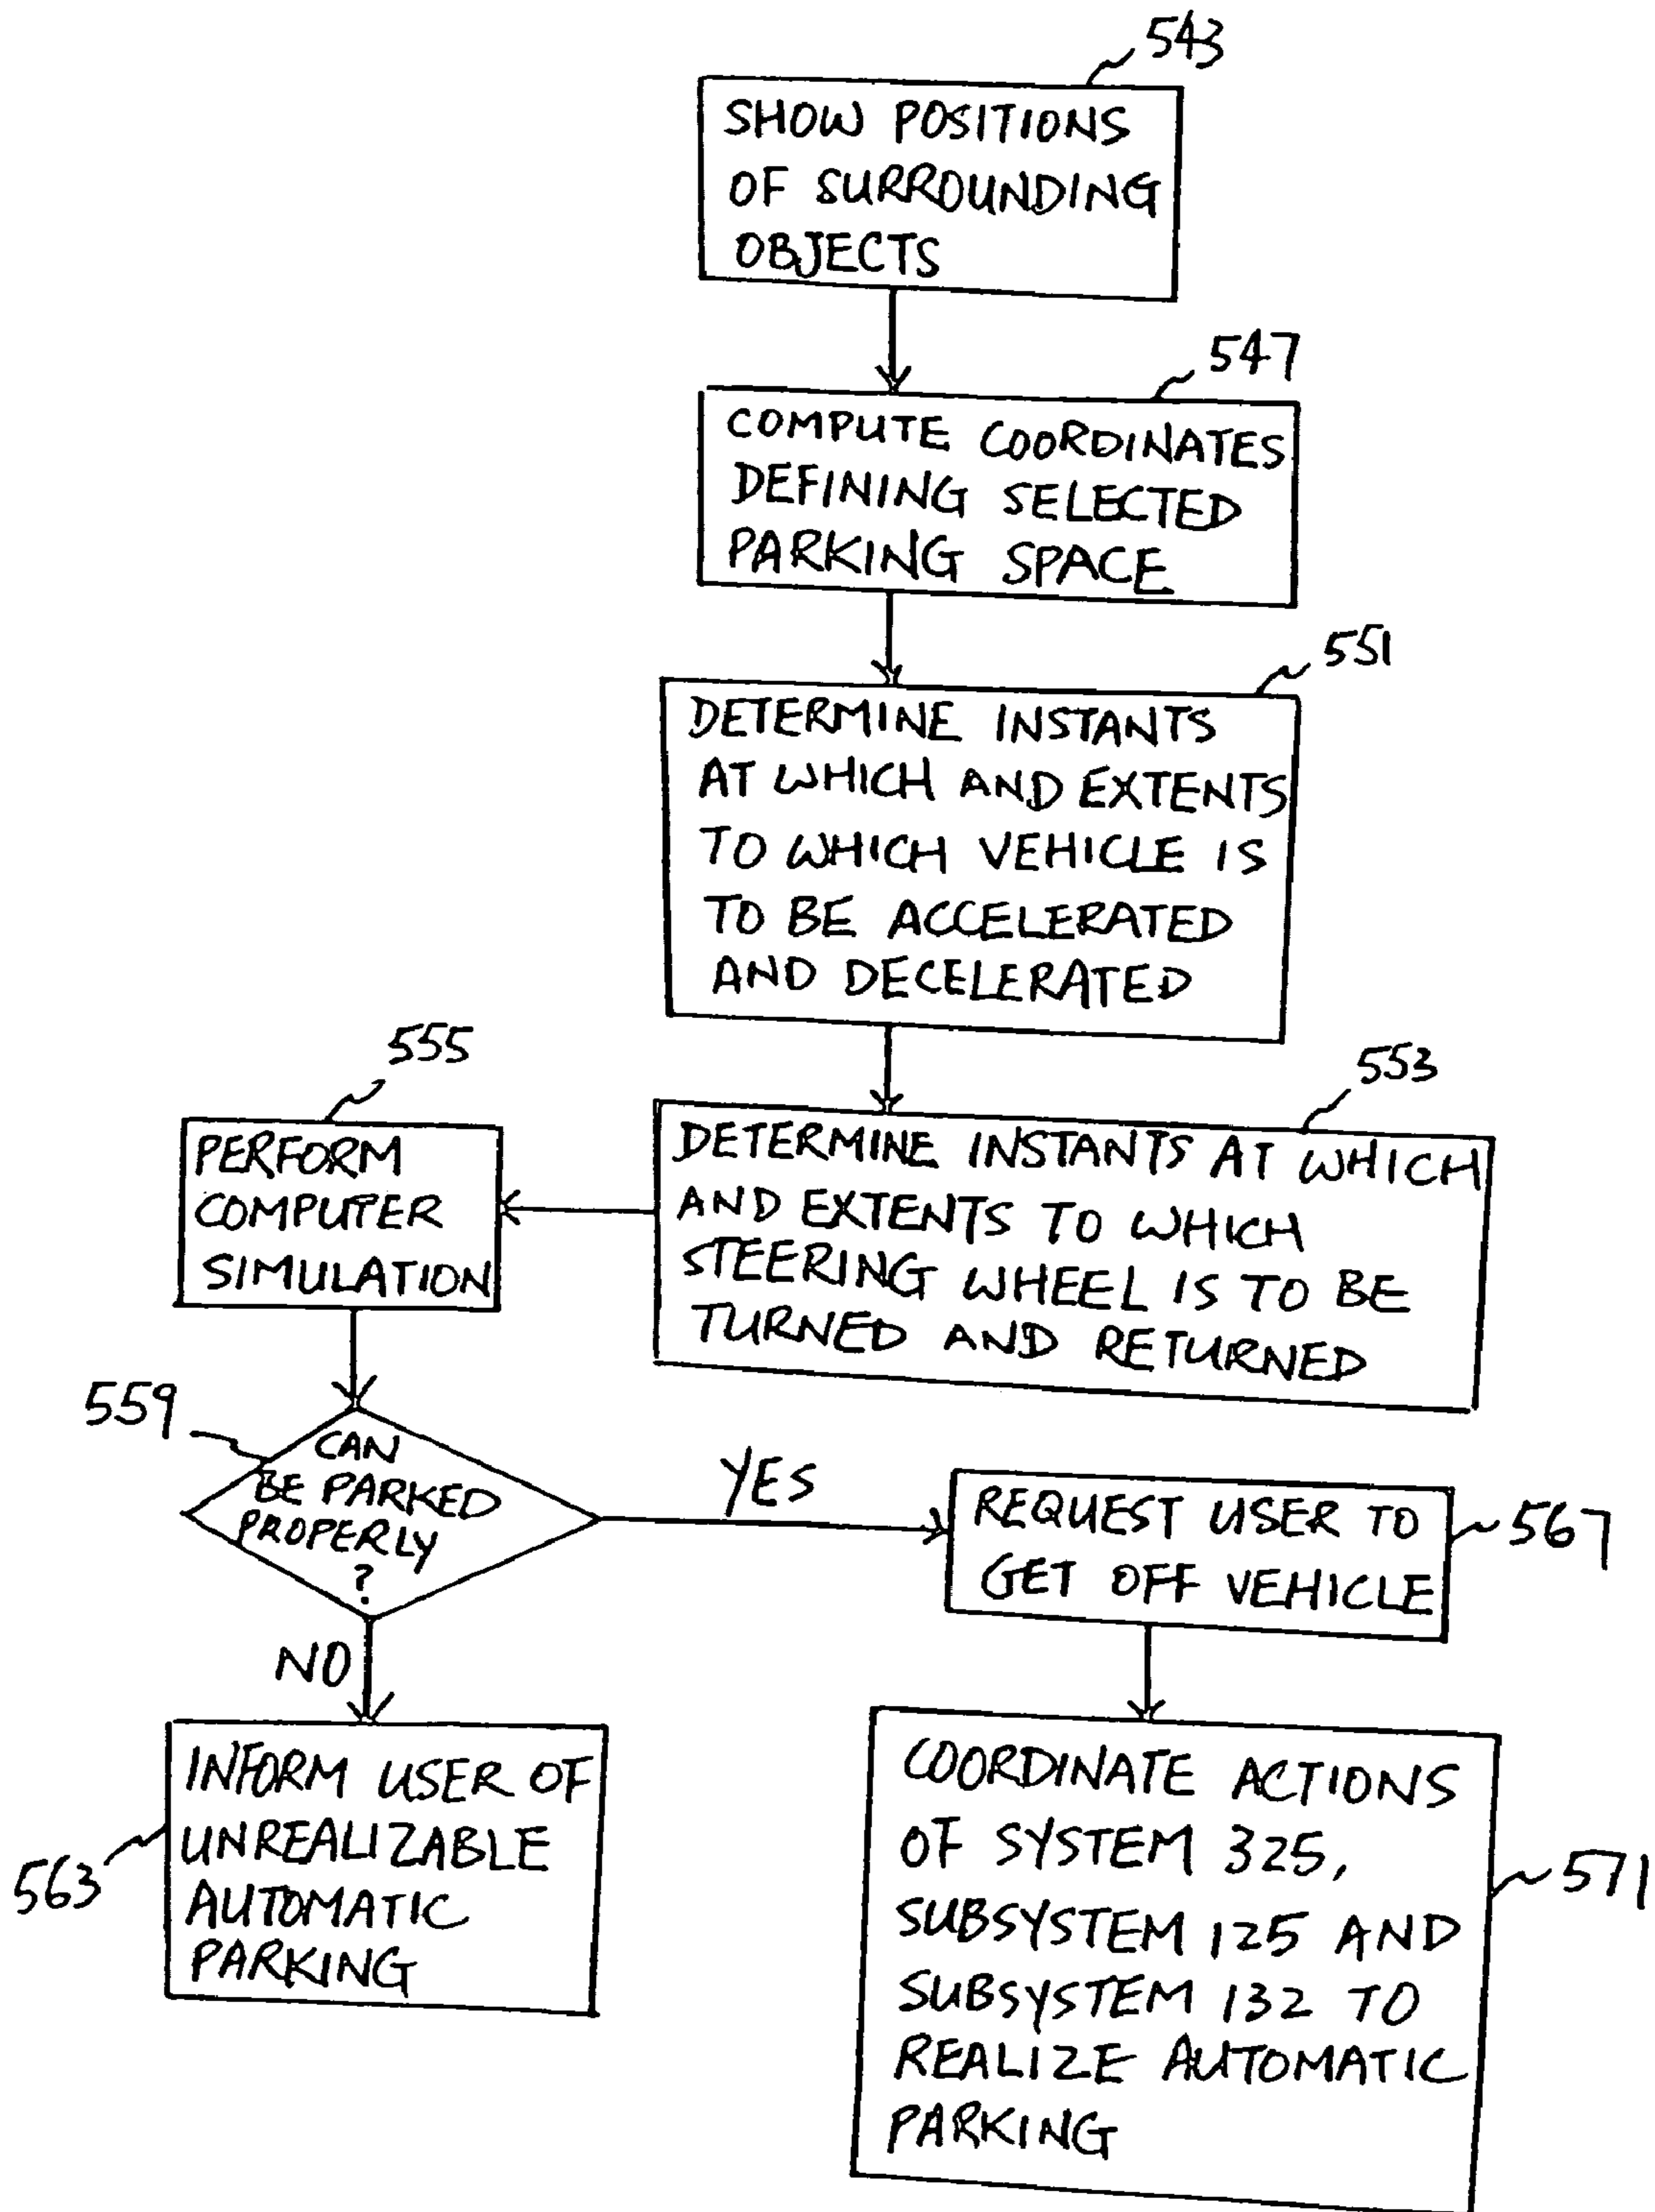 543
SHOW POSITIONS
OF SURROUNDING
OBJECTS
547
COMPUTE COORDINATES
DEFINING SELECTED
PARKING SPACE
551
DETERMINE INSTANTS
AT WHICH AND EXTENTS
TO WHICH VEHICLE IS
TO BE ACCELERATED
AND DECELERATED
553
DETERMINE INSTANTS AT WHICH
AND EXTENTS TO WHICH
STEERING WHEEL IS TO BE
TURNED AND RETURNED
555
PERFORM
COMPUTER
SIMULATION
559
CAN
BE PARKED
PROPERLY
?
YES
NO
567
REQUEST USER TO
GET OFF VEHICLE
563
INFORM USER OF
UNREALIZABLE
AUTOMATIC
PARKING
571
COORDINATE ACTIONS
OF SYSTEM 325,
SUBSYSTEM 125 AND
SUBSYSTEM 132 TO
REALIZE AUTOMATIC
PARKING